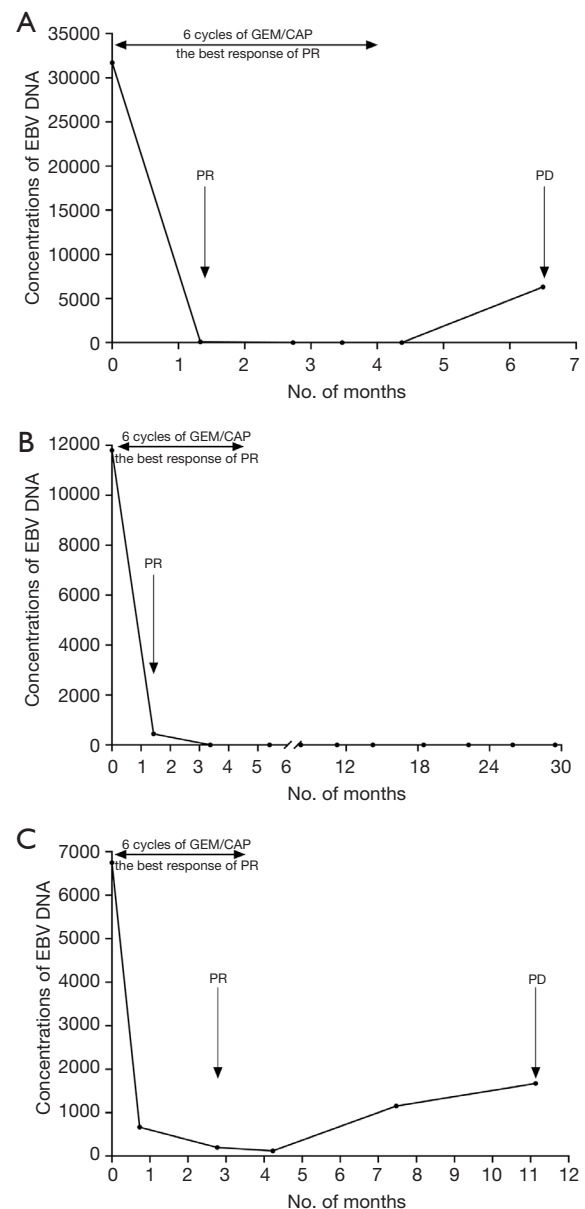 A
6 cycles of GEM/CAP
the best response of PR
35000
30000
25000
20000
15000
10000
5000
0
Concentrations of EBV DNA
PR
PD
0 1 2 3 4 5 6 7
No. of months
B
6 cycles of GEM/CAP
the best response of PR
12000
10000
8000
6000
4000
2000
0
Concentrations of EBV DNA
PR
0 1 2 3 4 5 6 12 18 24 30
No. of months
C
6 cycles of GEM/CAP
the best response of PR
7000
6000
5000
4000
3000
2000
1000
0
Concentrations of EBV DNA
PR
PD
0 1 2 3 4 5 6 7 8 9 10 11 12
No. of months